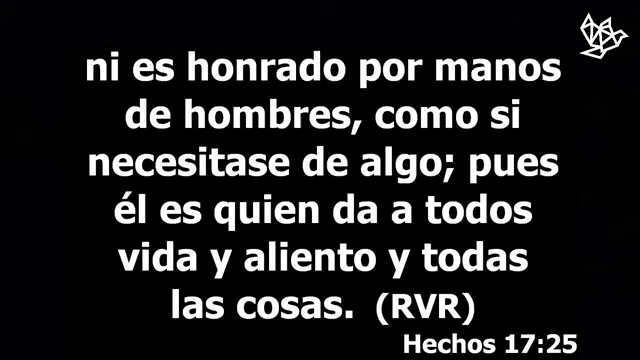 ni es honrado por manos
de hombres, como si
necesitase de algo; pues
él es quien da a todos
vida y aliento y todas
las cosas. (RVR)
Hechos 17:25